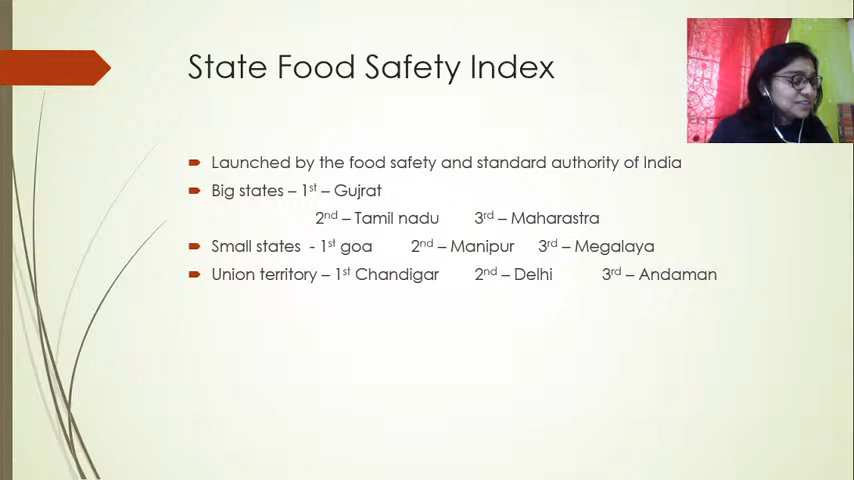 State Food Safety Index
Launched by the food safety and standard authority of India
Big states – 1st – Gujrat
2nd – Tamil nadu 3rd – Maharastra
Small states - 1st goa 2nd – Manipur 3rd – Megalaya
Union territory – 1st Chandigar 2nd – Delhi 3rd – Andaman